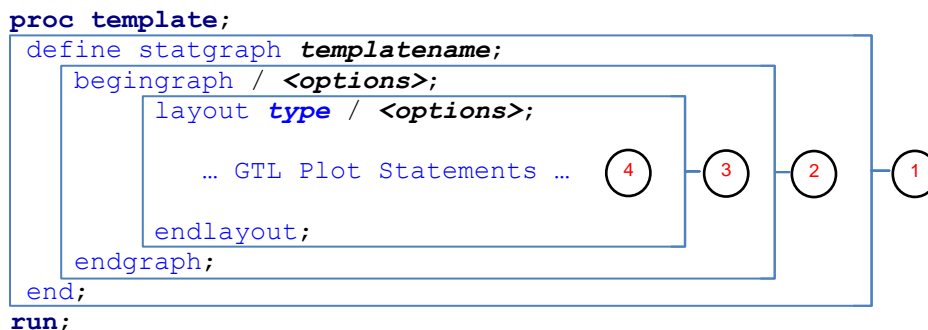 proc template;
define statgraph templatename;
begingraph / <options>;
layout type / <options>;
… GTL Plot Statements … 4 3 2 1
endlayout;
endgraph;
end;
run;